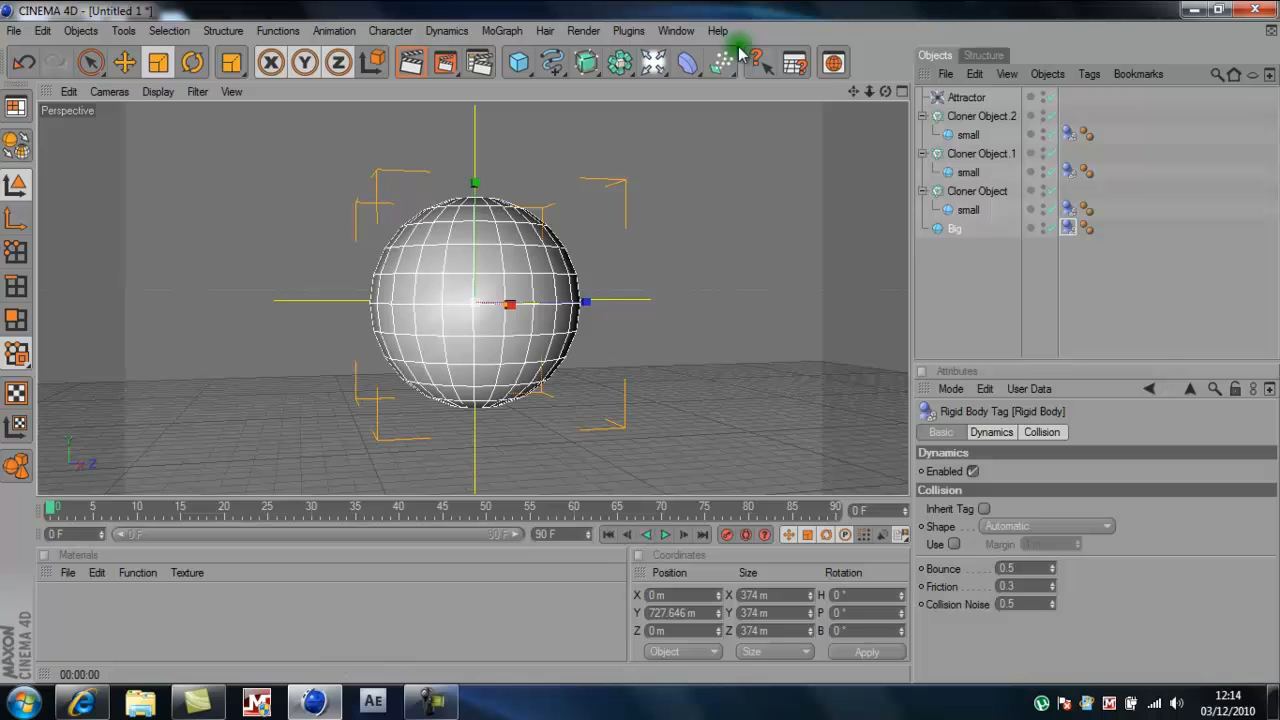 CINEMA 4D - [Untitled 1 *]
File Edit Objects Tools Selection Functions Structure Animation Character Dynamics MoGraph Hair Render Plugins Window Help
X Y Z
Objects Structure
File Edit View Objects Tags Bookmarks
Edit Cameras Display Filter View
Perspective
Attractor
Cloner Object.2
small
Cloner Object.1
small
Cloner Object
small
Big
Attributes
Mode Edit User Data
Rigid Body Tag [Rigid Body]
Basic Dynamics Collision
Dynamics
Enabled
Collision
Inherit Tag
Shape Automatic
Use Margin
Bounce 0.5
Friction 0.3
Collision Noise 0.5
Y
X Z
0 5 10 15 20 25 30 35 40 45 50 55 60 65 70 75 80 85 90 0 F
0 F 0 F 90 F
Materials
File Edit Function Texture
Coordinates
Position Size Rotation
X 0 m X 374 m H 0 °
Y 727.646 m Y 374 m P 0 °
Z 0 m Z 374 m B 0 °
Object Size Apply
MAXON
CINEMA 4D
00:00:00
AE
12:14
03/12/2010